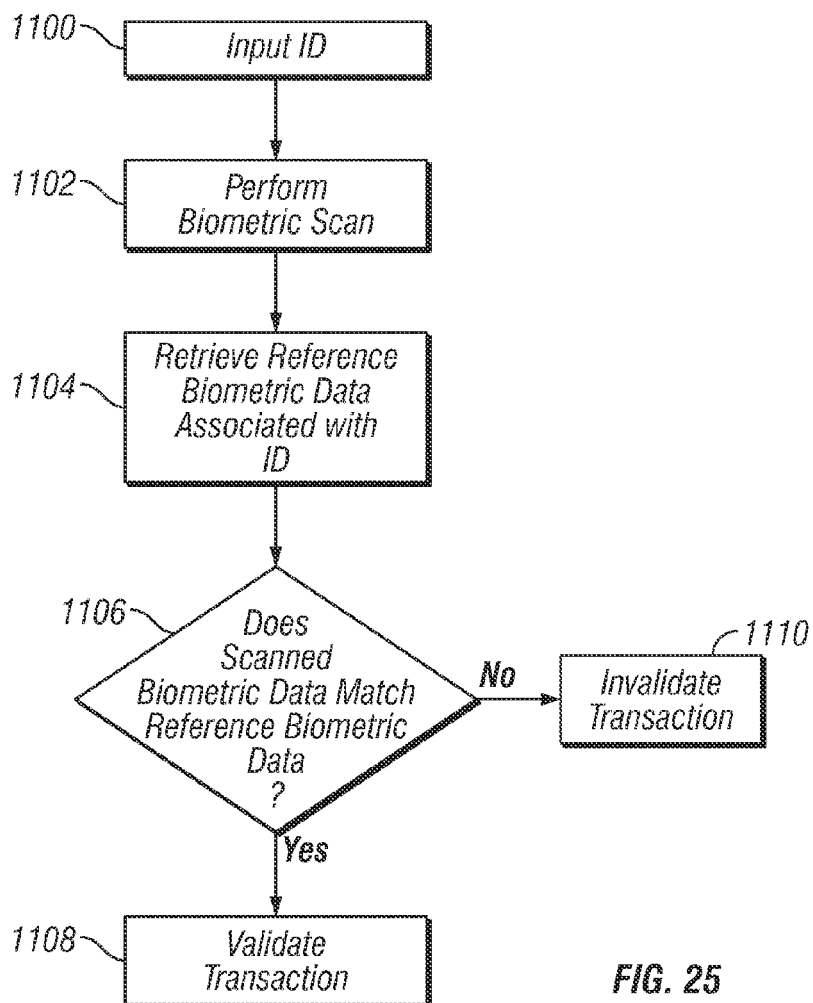 1100
Input ID
1102
Perform
Biometric Scan
1104
Retrieve Reference
Biometric Data
Associated with
ID
1106
Does
Scanned
Biometric Data Match
Reference Biometric
Data
?
No
1110
Invalidate
Transaction
Yes
1108
Validate
Transaction
FIG. 25